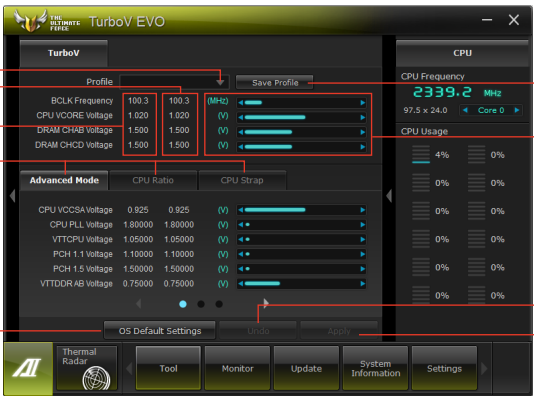 THE ULTIMATE FORCE TurboV EVO
TurboV
Profile Save Profile
BCLK Frequency 100.3 100.3 (MHz)
CPU VCORE Voltage 1.020 1.020 (V)
DRAM CHAB Voltage 1.500 1.500 (V)
DRAM CHCD Voltage 1.500 1.500 (V)
Advanced Mode CPU Ratio CPU Strap
CPU VCCSA Voltage 0.925 0.925 (V)
CPU PLL Voltage 1.80000 1.80000 (V)
VTTCPU Voltage 1.05000 1.05000 (V)
PCH 1.1 Voltage 1.10000 1.10000 (V)
PCH 1.5 Voltage 1.50000 1.50000 (V)
VTTDDR AB Voltage 0.75000 0.75000 (V)
OS Default Settings Undo Apply
CPU
CPU Frequency
2339.2 MHz
97.5 x 24.0 Core 0
CPU Usage
4% 0%
0% 0%
0% 0%
0% 0%
0% 0%
0% 0%
AI
Thermal Radar
Tool
Monitor
Update
System Information
Settings